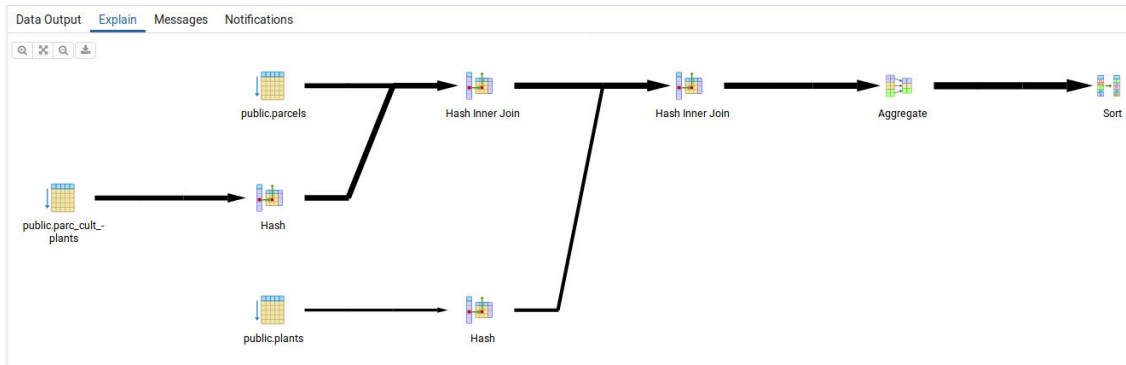 Data Output Explain Messages Notifications
public.parcels
Hash Inner Join
Hash Inner Join
Aggregate
Sort
public.parc_cult_-
plants
Hash
public.plants
Hash